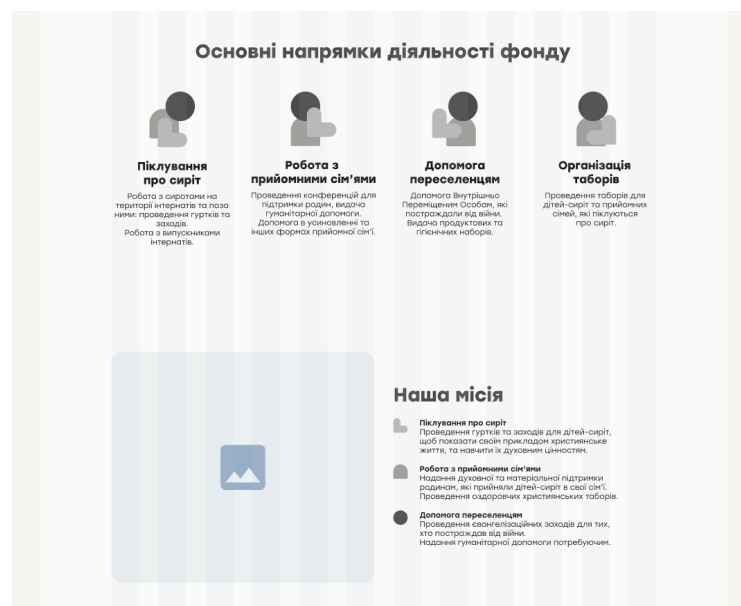 Основні напрямки діяльності фонду
Піклування
про сиріт
Робота з сиротами на
території інтернатів та поза
ними: проведення гуртків та
заходів.
Робота з випускниками
інтернатів.
Робота з
прийомними сім’ями
Проведення конференцій для
підтримки родин, видача
гуманітарної допомоги.
Допомога в усиновленні та
інших формах прийомної сім’ї.
Допомога
переселенцям
Допомога Внутрішньо
Переміщеним Особам, які
постраждали від війни.
Видача продуктових та
гігієнічних наборів.
Організація
таборів
Проведення таборів для
дітей-сиріт та прийомних
сімей, які піклуються
про сиріт.
Наша місія
Піклування про сиріт
Проведення гуртків та заходів для дітей-сиріт,
щоб показати своїм прикладом християнське
життя, та навчити їх духовним цінностям.
Робота з прийомними сім’ями
Надання духовної та матеріальної підтримки
родинам, які прийняли дітей-сиріт в свої сім’ї.
Проведення оздоровчих християнських таборів.
Допомога переселенцям
Проведення євангелізаційних заходів для тих,
хто постраждав від війни.
Надання гуманітарної допомоги потребуючим.